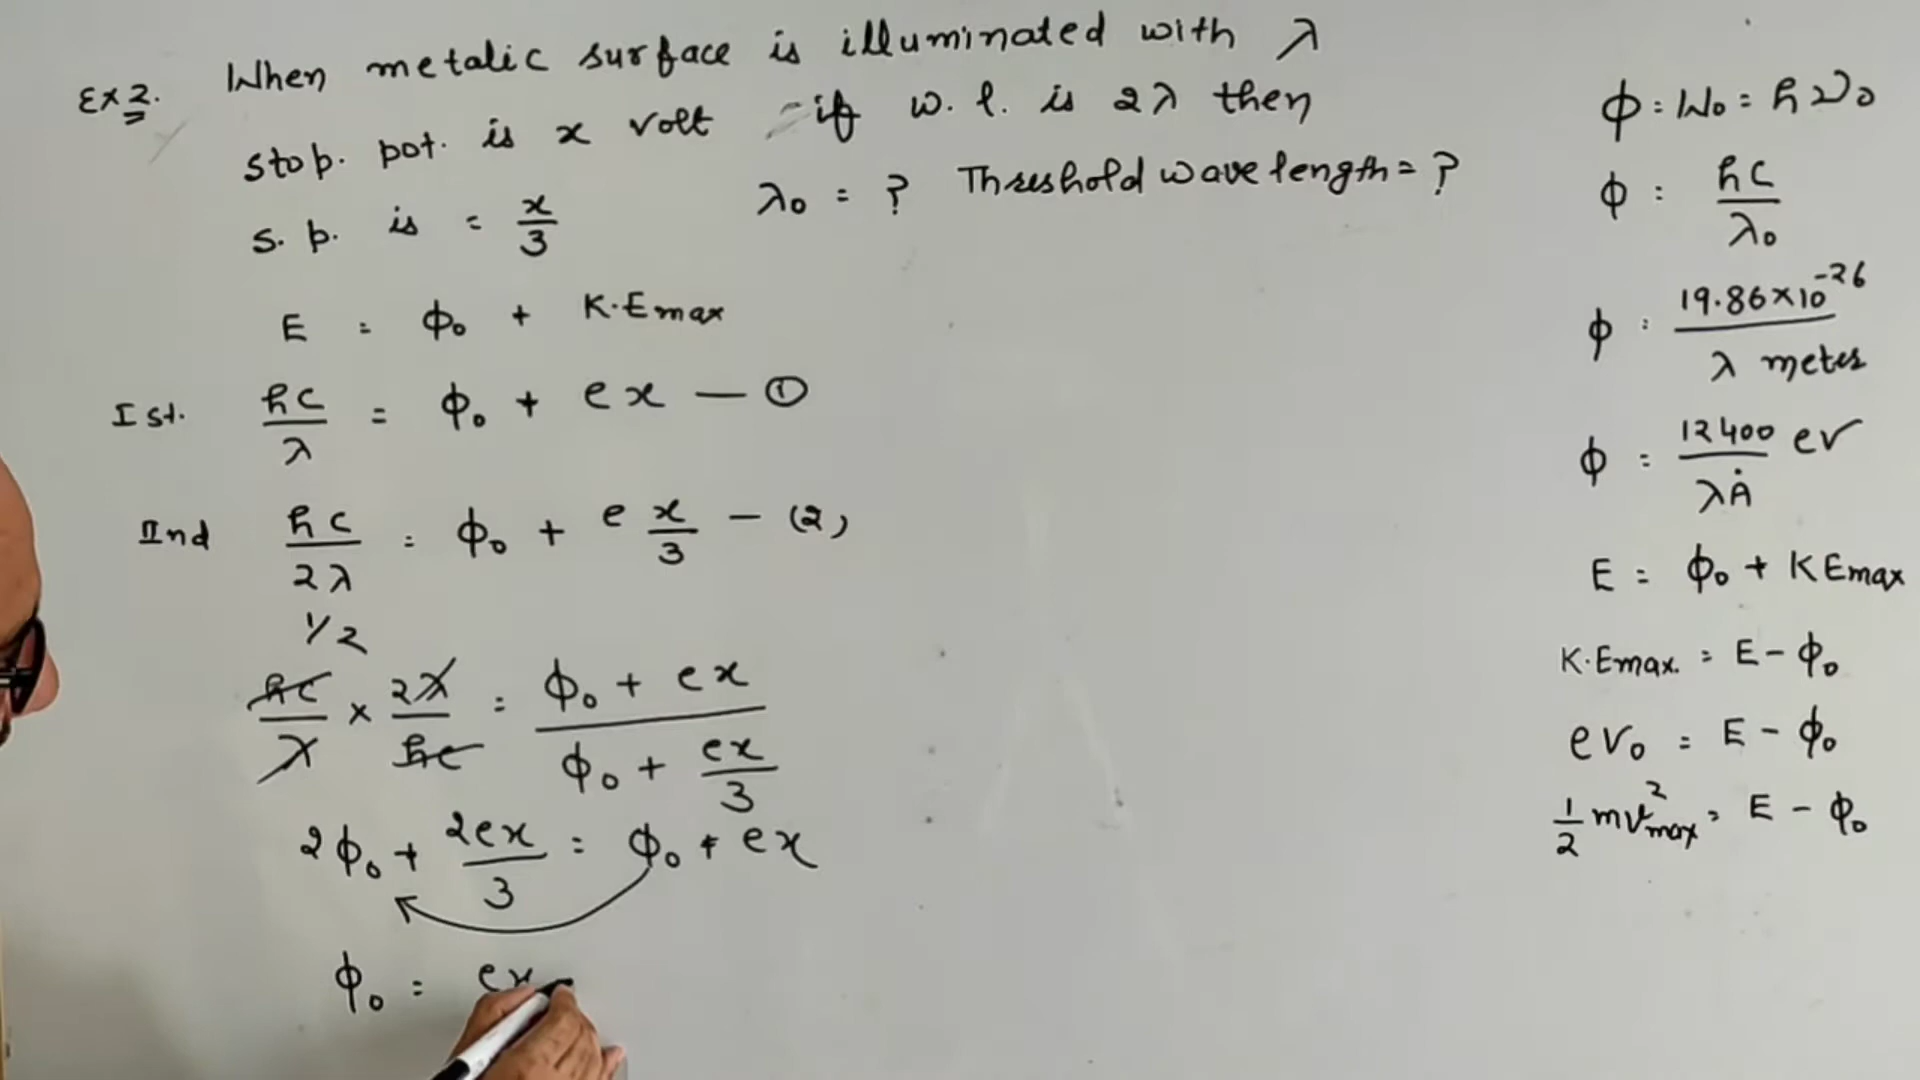 Ex 2. When metalic surface is illuminated with λ
stop. pot. is x volt if w. l. is 2λ then
s. p. is = x/3 λ₀ = ? Threshold wave length = ?
E = ϕ₀ + K.Emax
Ist. hc/λ = ϕ₀ + ex — ①
IInd hc/2λ = ϕ₀ + e x/3 — (2)
1/2
hc/λ × 2λ/hc = ϕ₀ + ex / ϕ₀ + ex/3
2ϕ₀ + 2ex/3 = ϕ₀ + ex
ϕ₀ = ex
ϕ = W₀ = hν₀
ϕ = hc/λ₀
ϕ = 19.86×10⁻²⁶/λ meter
ϕ = 12400/λÅ ev
E = ϕ₀ + KEmax
K.Emax. = E - ϕ₀
ev₀ = E - ϕ₀
1/2 mv²max = E - ϕ₀